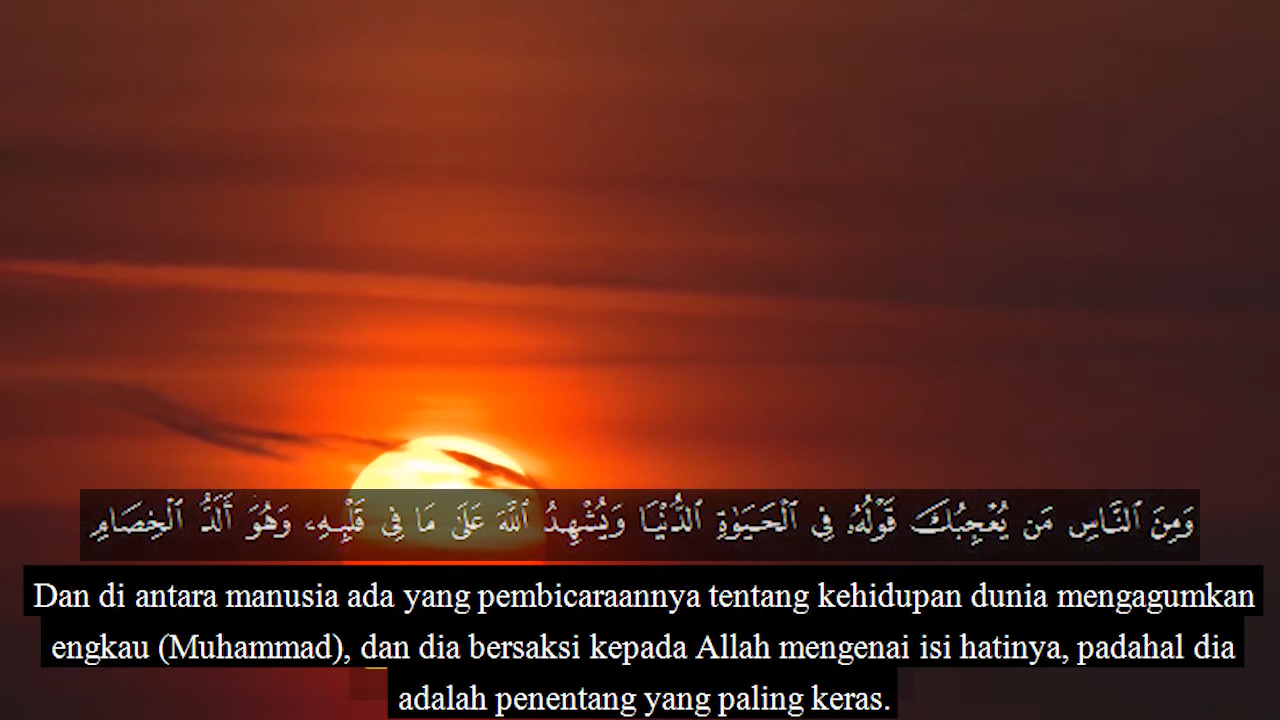 وَمِنَ ٱلنَّاسِ مَن يُعْجِبُكَ قَوْلُهُۥ فِى ٱلْحَيَوٰةِ ٱلدُّنْيَا وَيُشْهِدُ ٱللَّهَ عَلَىٰ مَا فِى قَلْبِهِۦ وَهُوَ أَلَدُّ ٱلْخِصَامِ
Dan di antara manusia ada yang pembicaraannya tentang kehidupan dunia mengagumkan
engkau (Muhammad), dan dia bersaksi kepada Allah mengenai isi hatinya, padahal dia
adalah penentang yang paling keras.